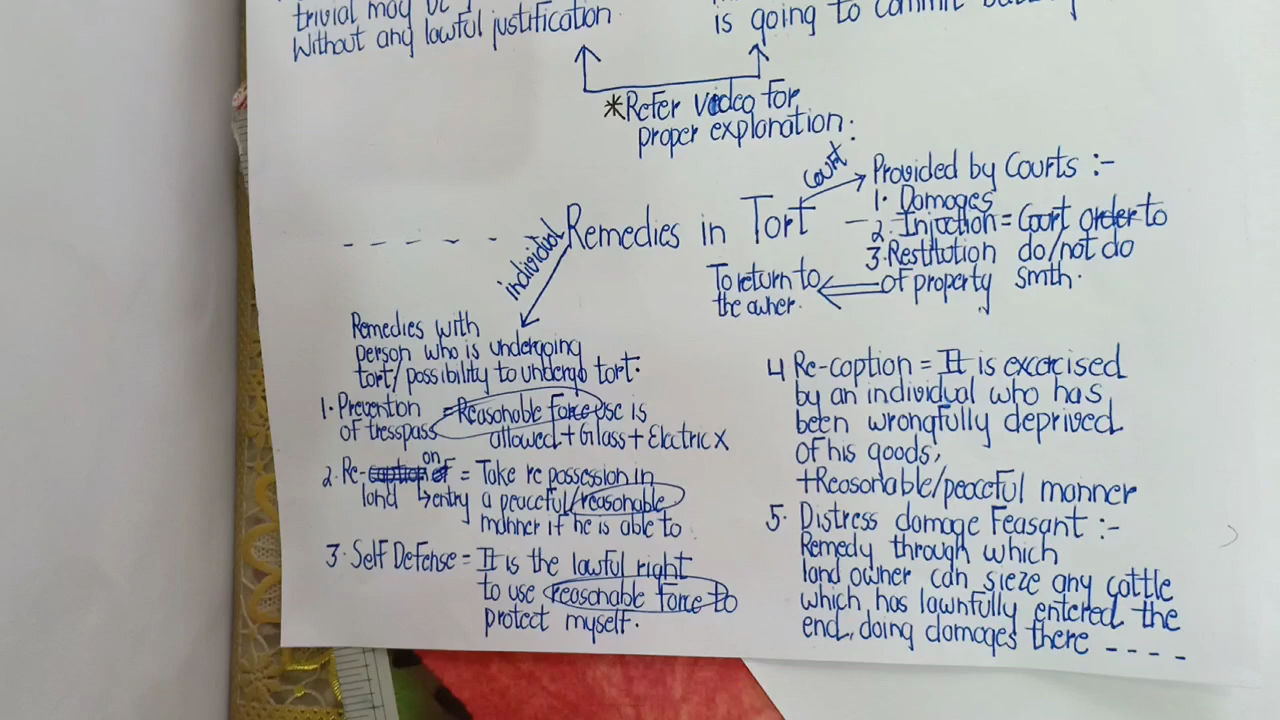 trivial may be
Without any lawful justification
is going to commit
*Refer video for
proper explanation.
Court
Provided by Courts :-
1. Damages
2. Injuction = Court order to
do/not do
smth.
3. Restitution
of property
To return to
the owner.
Remedies in Tort
individual
Remedies with
person who is undergoing
tort/possibility to undergo tort.
1. Prevention = Reasonable Force use is
of tresspass allowed + Glass + Electric x
2. Re-caption of = Take re possession in
on
land entry a peaceful/reasonable
manner if he is able to
3. Self Defense = It is the lawful right
to use reasonable force to
protect myself.
4 Re-caption = It is excercised
by an individual who has
been wrongfully deprived
of his goods,
+Reasonable/peaceful manner
5. Distress damage Feasant :-
Remedy through which
land owner can sieze any cattle
which has lawnfully entered the
end, doing damages there ----